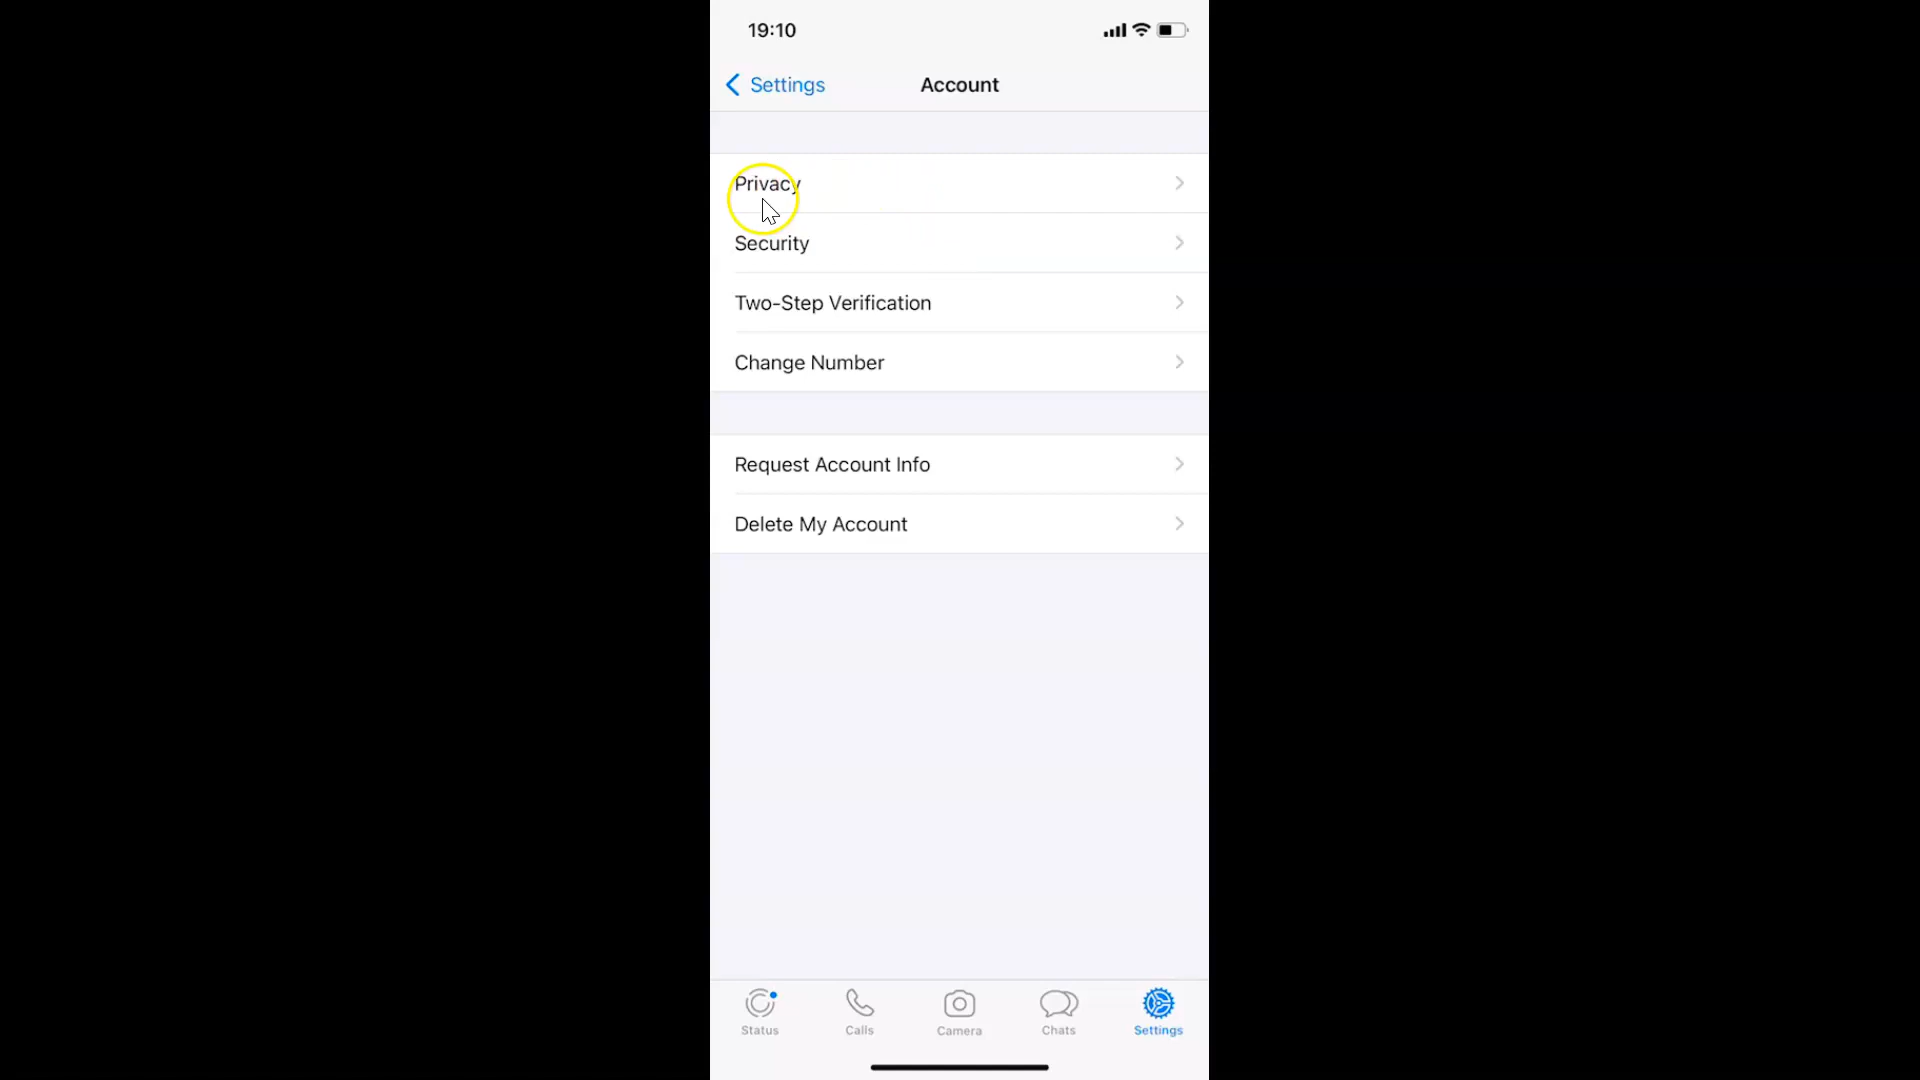 19:10
Settings
Account
Privacy
Security
Two-Step Verification
Change Number
Request Account Info
Delete My Account
Status
Calls
Camera
Chats
Settings